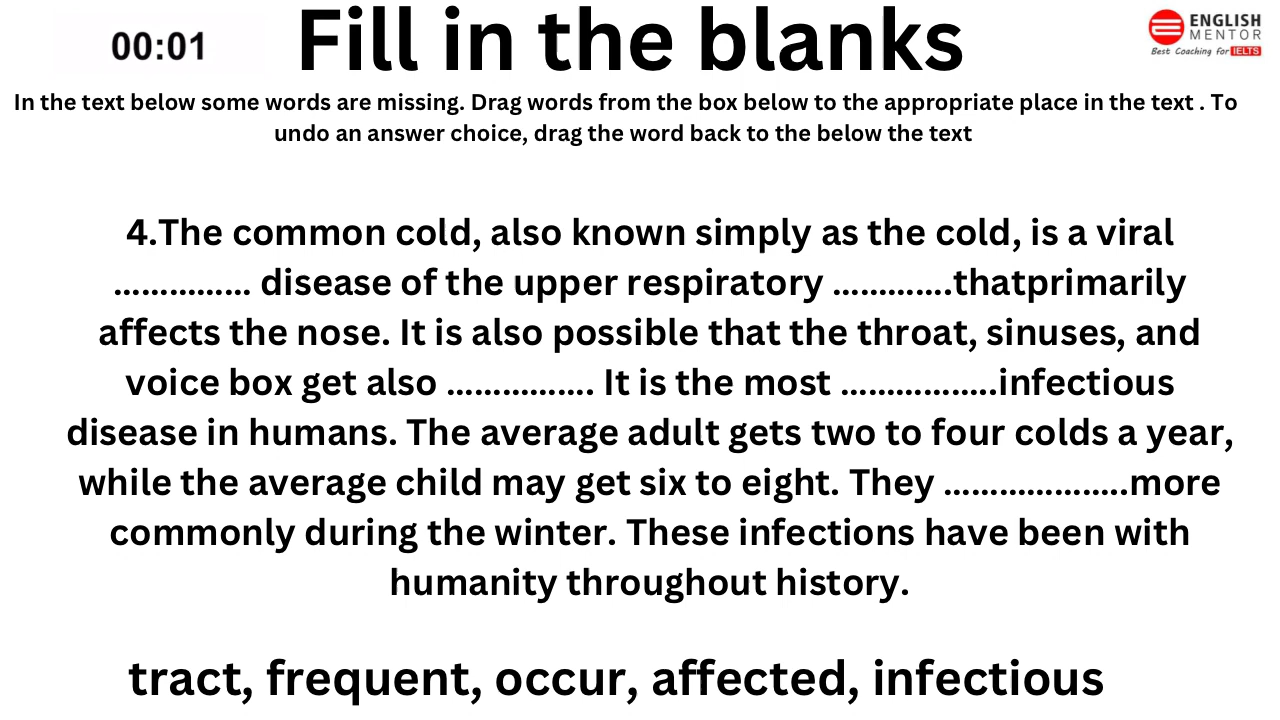 00:01
Fill in the blanks
ENGLISH
MENTOR
Best Coaching for IELTS
In the text below some words are missing. Drag words from the box below to the appropriate place in the text . To
undo an answer choice, drag the word back to the below the text
4.The common cold, also known simply as the cold, is a viral
............... disease of the upper respiratory .............thatprimarily
affects the nose. It is also possible that the throat, sinuses, and
voice box get also ................ It is the most .................infectious
disease in humans. The average adult gets two to four colds a year,
while the average child may get six to eight. They ....................more
commonly during the winter. These infections have been with
humanity throughout history.
tract, frequent, occur, affected, infectious